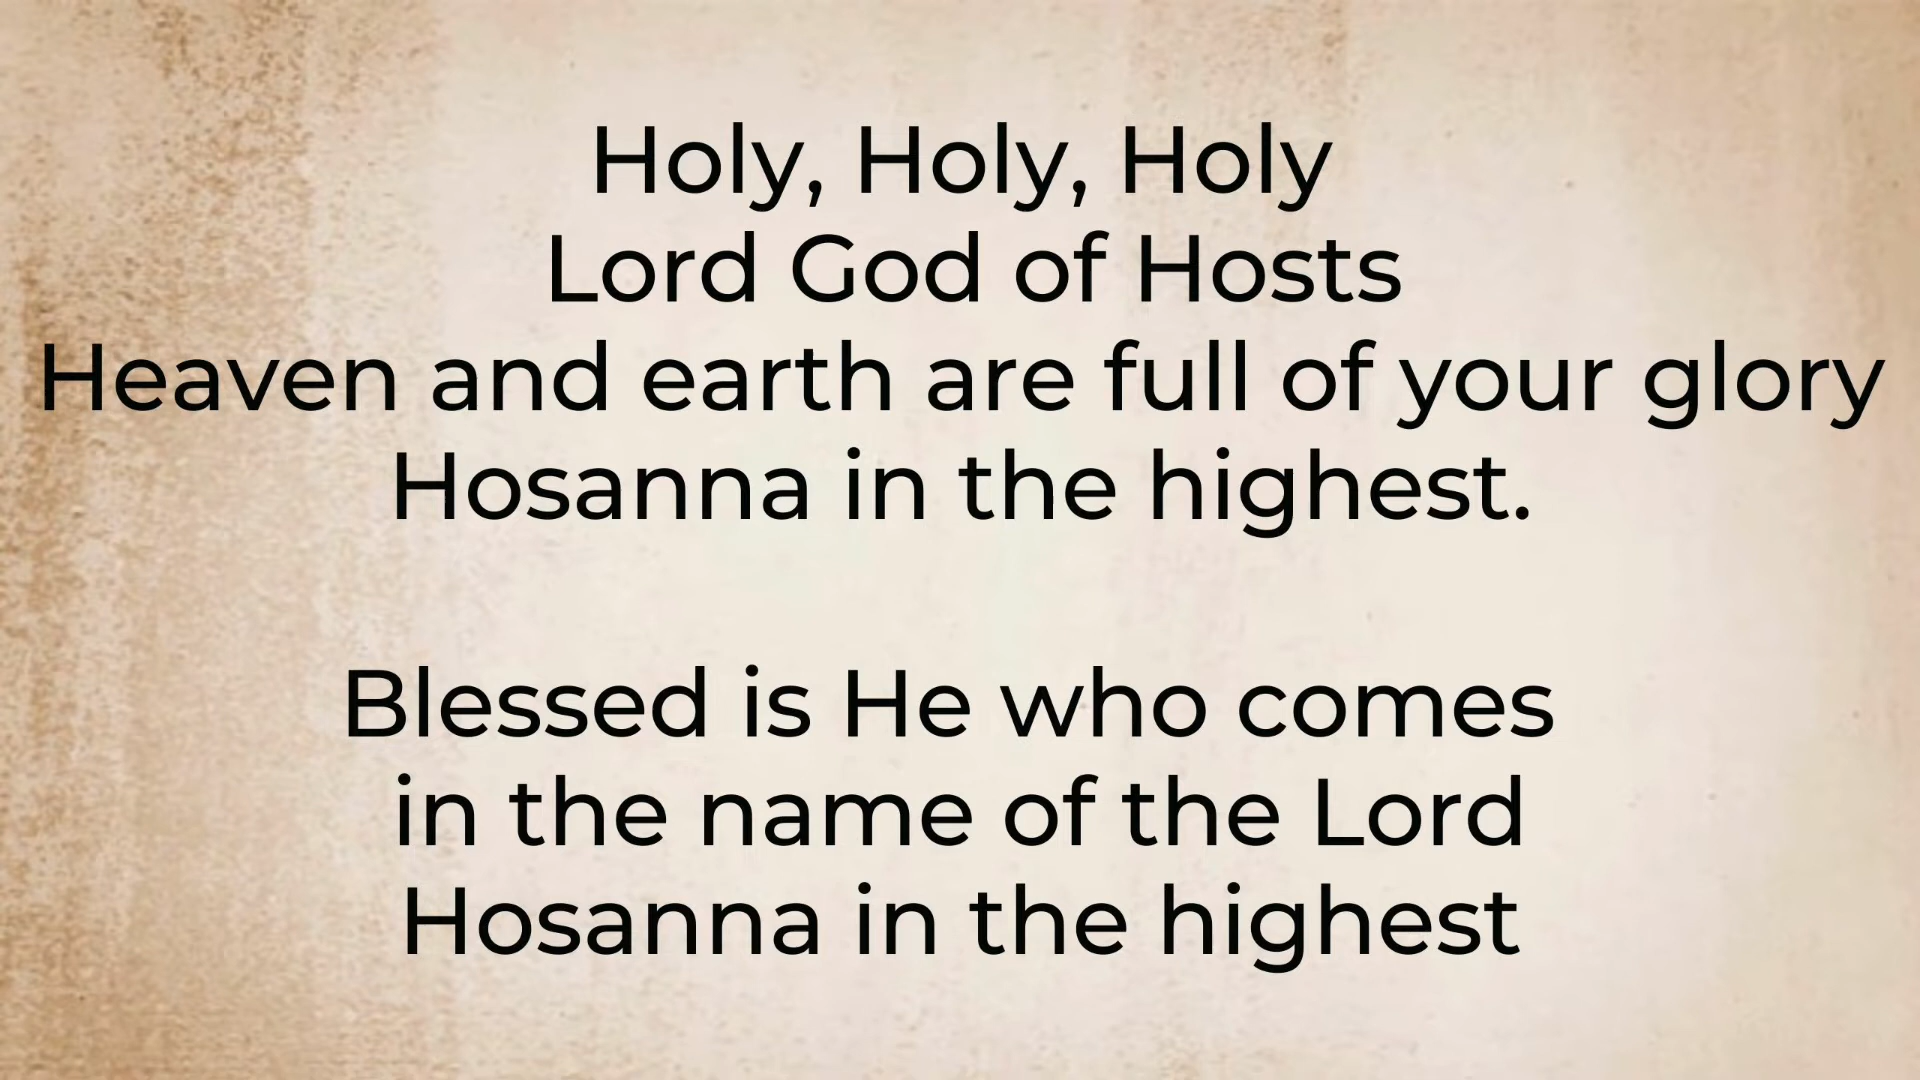 Holy, Holy, Holy
Lord God of Hosts
Heaven and earth are full of your glory
Hosanna in the highest.
Blessed is He who comes
in the name of the Lord
Hosanna in the highest